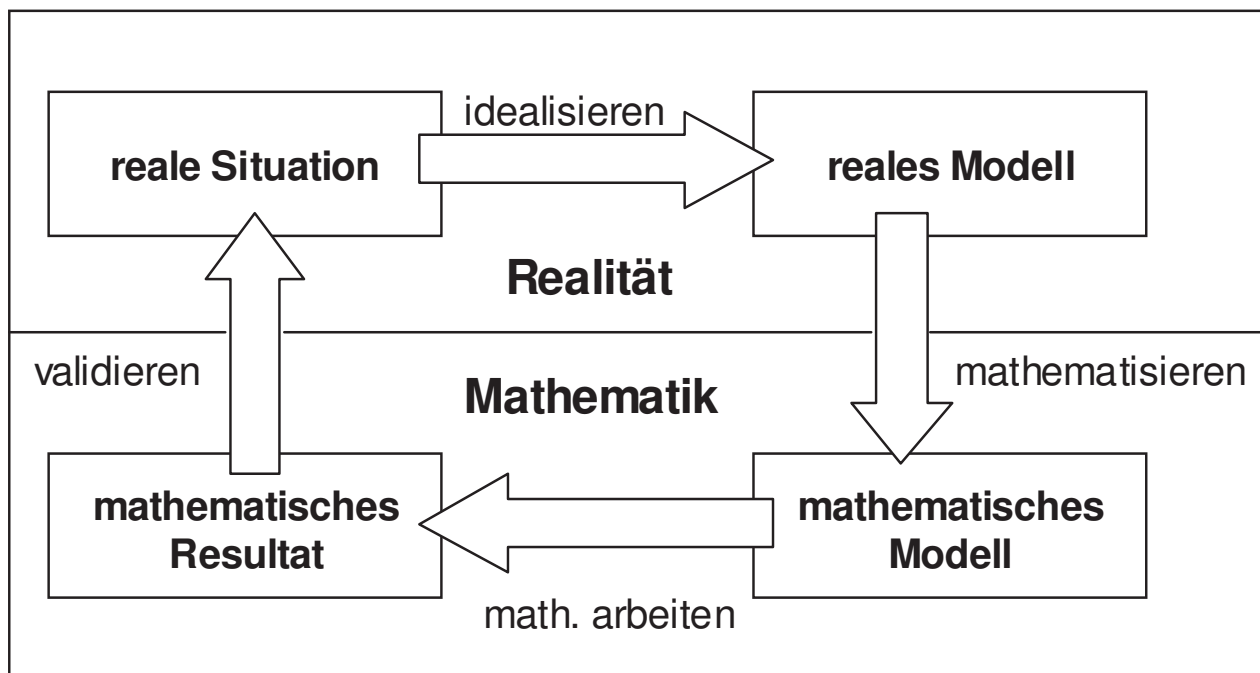 idealisieren
reale Situation
reales Modell
Realität
validieren
mathematisieren
Mathematik
mathematisches
Resultat
mathematisches
Modell
math. arbeiten